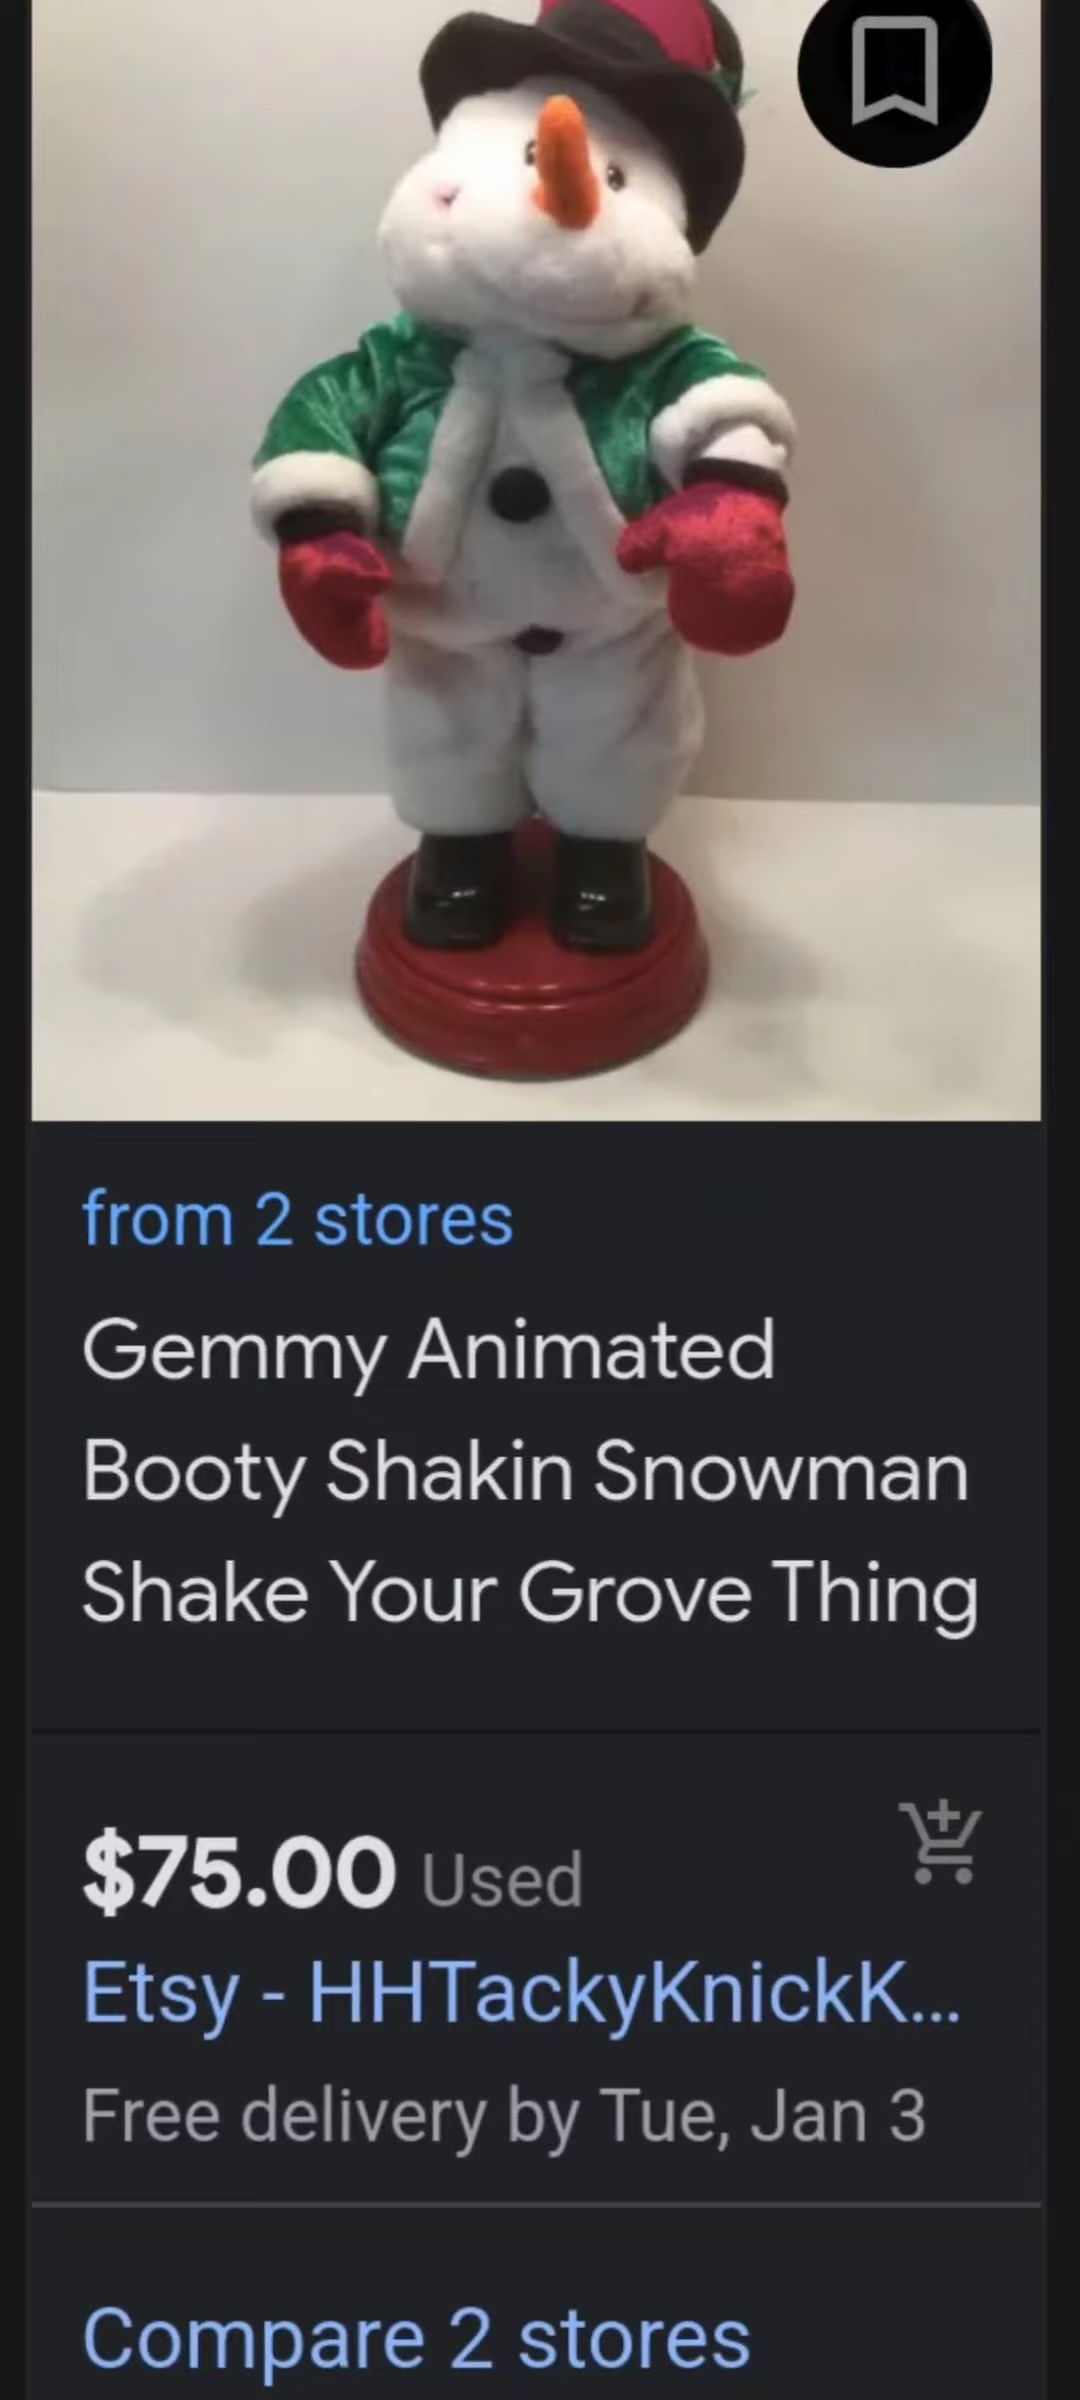 from 2 stores
Gemmy Animated
Booty Shakin Snowman
Shake Your Grove Thing
$75.00 Used
Etsy - HHTackyKnickK...
Free delivery by Tue, Jan 3
Compare 2 stores